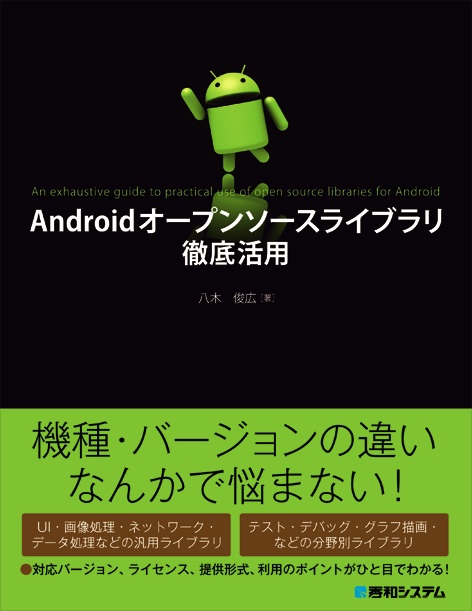 An exhaustive guide to practical use of open source libraries for Android
Androidオープンソースライブラリ
徹底活用
八木 俊広［著］
機種・バージョンの違い
なんかで悩まない！
UI・画像処理・ネットワーク・
データ処理などの汎用ライブラリ
テスト・デバッグ・グラフ描画・
などの分野別ライブラリ
●対応バージョン、ライセンス、提供形式、利用のポイントがひと目でわかる！
秀和システム